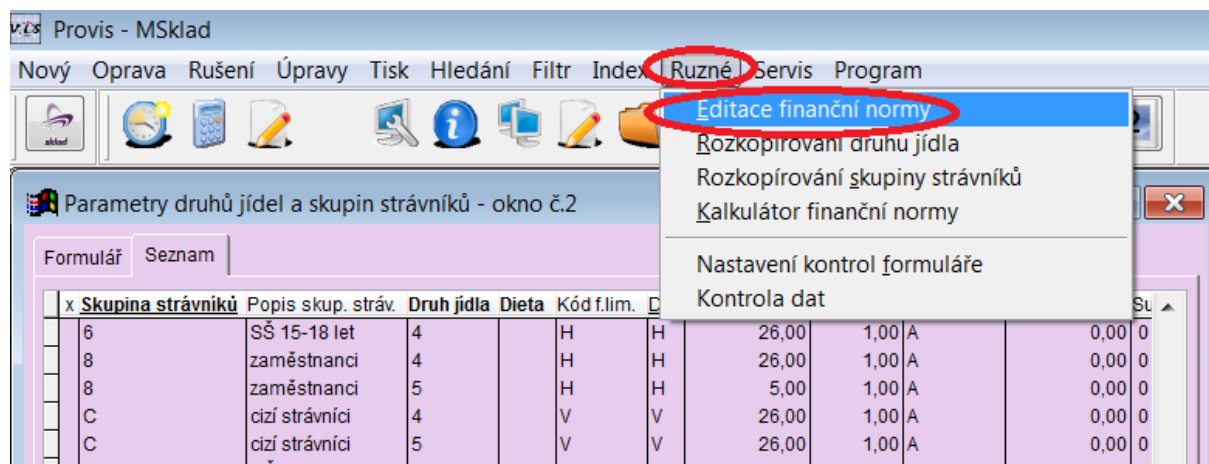 vis Provis - MSklad
Nový Oprava Rušení Úpravy Tisk Hledání Filtr Index Ruzné Servis Program
Editace finanční normy
sklad
Rozkopírování druhu jídla
Rozkopírování skupiny strávníků
Parametry druhů jídel a skupin strávníků - okno č.2
Kalkulátor finanční normy
Formulář Seznam
Nastavení kontrol formuláře
Kontrola dat
x Skupina strávníků Popis skup. stráv. Druh jídla Dieta Kód f.lim. D Su
6 SŠ 15-18 let 4 H H 26,00 1,00 A 0,00 0
8 zaměstnanci 4 H H 26,00 1,00 A 0,00 0
8 zaměstnanci 5 H H 5,00 1,00 A 0,00 0
C cizí strávníci 4 V V 26,00 1,00 A 0,00 0
C cizí strávníci 5 V V 26,00 1,00 A 0,00 0